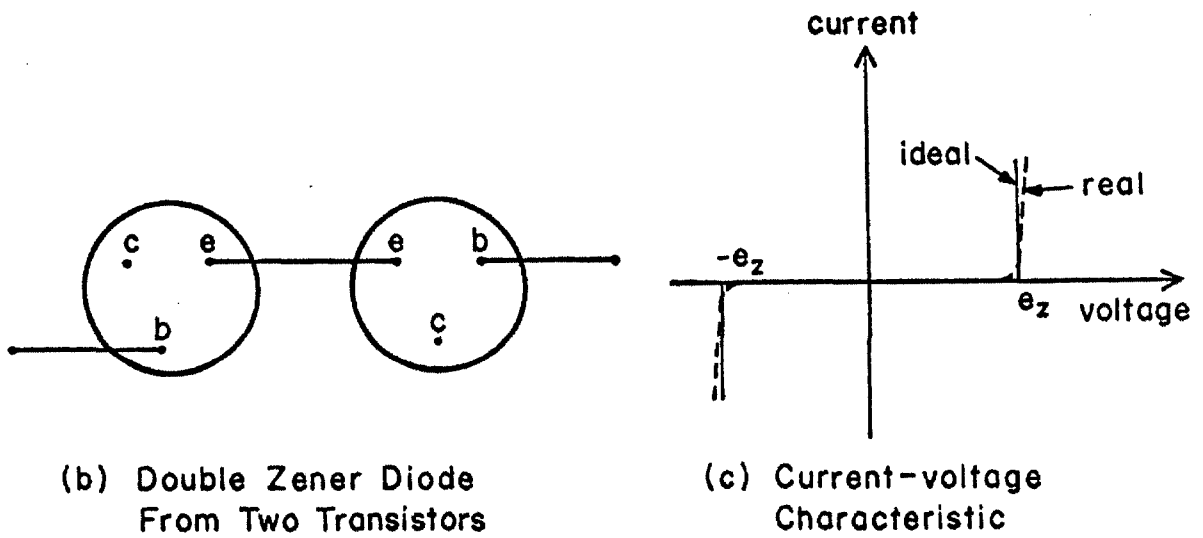 c
e
e
b
b
c
(b) Double Zener Diode
From Two Transistors
current
ideal
real
-e_z
e_z
voltage
(c) Current-voltage
Characteristic